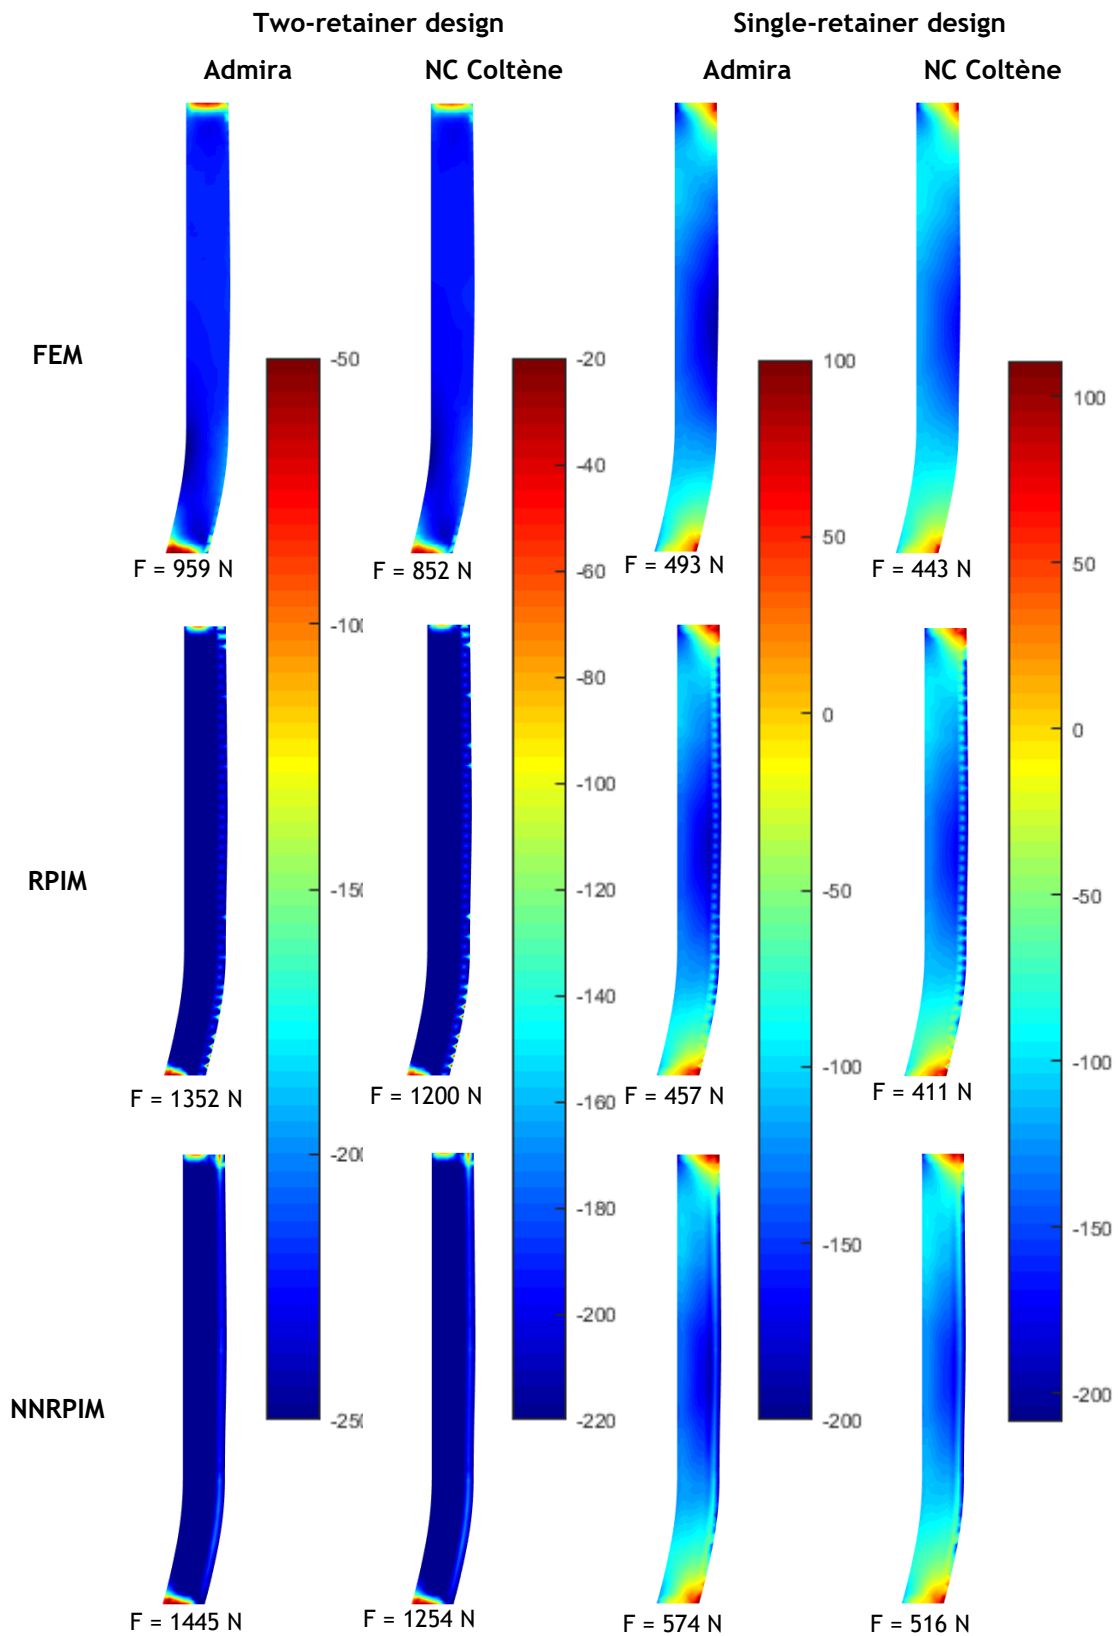 Two-retainer design Single-retainer design
Admira NC Coltène Admira NC Coltène
FEM
-50 -20 100 100
-40
50 50
F = 959 N F = 852 N F = 493 N F = 443 N
-60
-80
0 0
-100
RPIM
-120 -50 -50
-140
-100 -100
F = 1352 N F = 1200 N F = 457 N F = 411 N
-160
-180
-150 -150
-200
-200
NNRPIM
-220 -200
F = 1445 N F = 1254 N F = 574 N F = 516 N